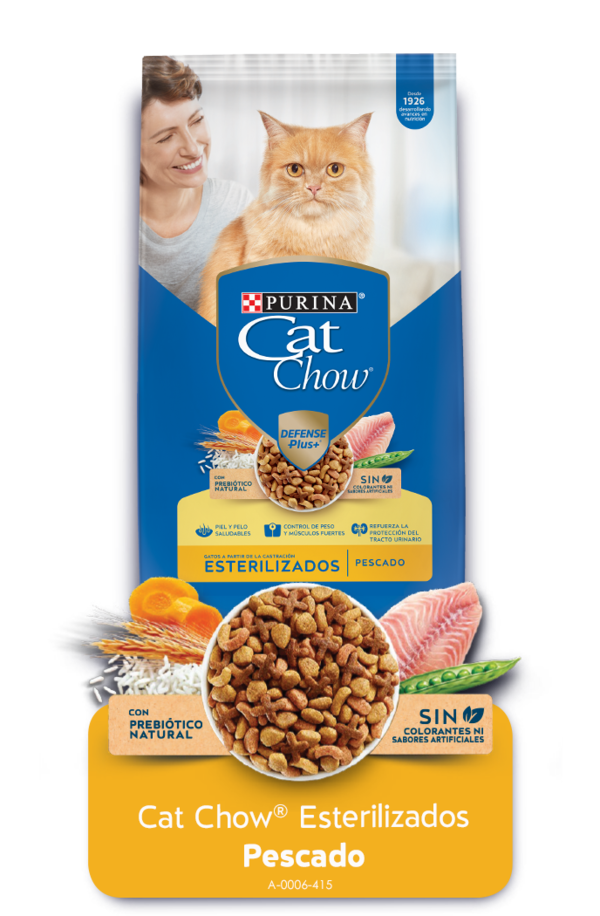 Desde
1926
desarrollando
avances en
nutrición
PURINA®
Cat
Chow®
DEFENSE
Plus+
CON
PREBIÓTICO
NATURAL
SIN
COLORANTES NI
SABORES ARTIFICIALES
PIEL Y PELO
SALUDABLES
CONTROL DE PESO
Y MÚSCULOS FUERTES
REFUERZA LA
PROTECCIÓN DEL
TRACTO URINARIO
GATOS A PARTIR DE LA CASTRACIÓN
ESTERILIZADOS
PESCADO
CON
PREBIÓTICO
NATURAL
SIN
COLORANTES NI
SABORES ARTIFICIALES
Cat Chow® Esterilizados
Pescado
A-0006-415